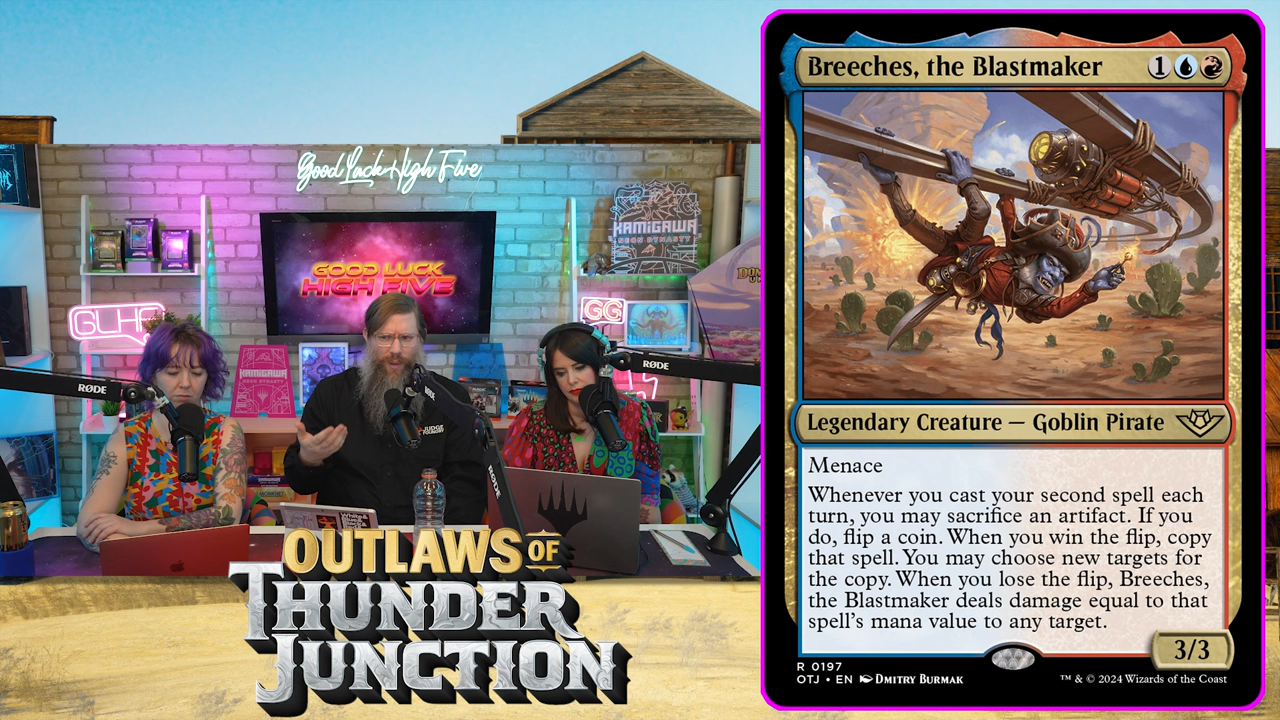 Good Luck High Five
KAMIGAWA
NEON DYNASTY
GOOD LUCK
HIGH FIVE
GLHF
GG
KAMIGAWA
RØDE
RØDE
RØDE
JUDGE
FOUNDRY
OUTLAWS OF
THUNDER
JUNCTION
Breeches, the Blastmaker
1
Legendary Creature — Goblin Pirate
Menace
Whenever you cast your second spell each
turn, you may sacrifice an artifact. If you
do, flip a coin. When you win the flip, copy
that spell. You may choose new targets for
the copy. When you lose the flip, Breeches,
the Blastmaker deals damage equal to that
spell's mana value to any target.
3/3
R 0197
OTJ • EN DMITRY BURMAK
™ & © 2024 Wizards of the Coast